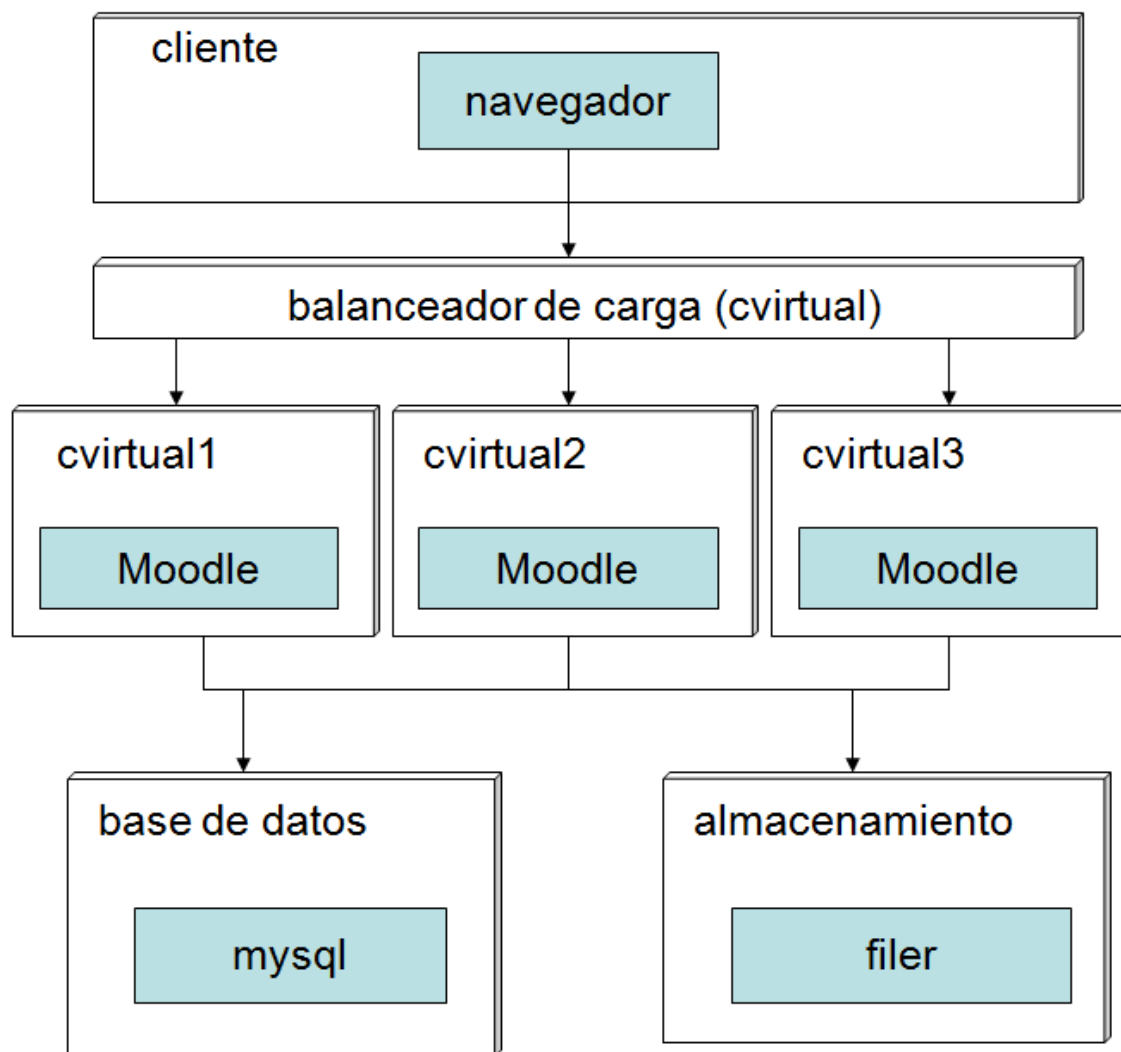 cliente
navegador
balanceador de carga (cvirtual)
cvirtual1
cvirtual2
cvirtual3
Moodle
Moodle
Moodle
base de datos
almacenamiento
mysql
filer